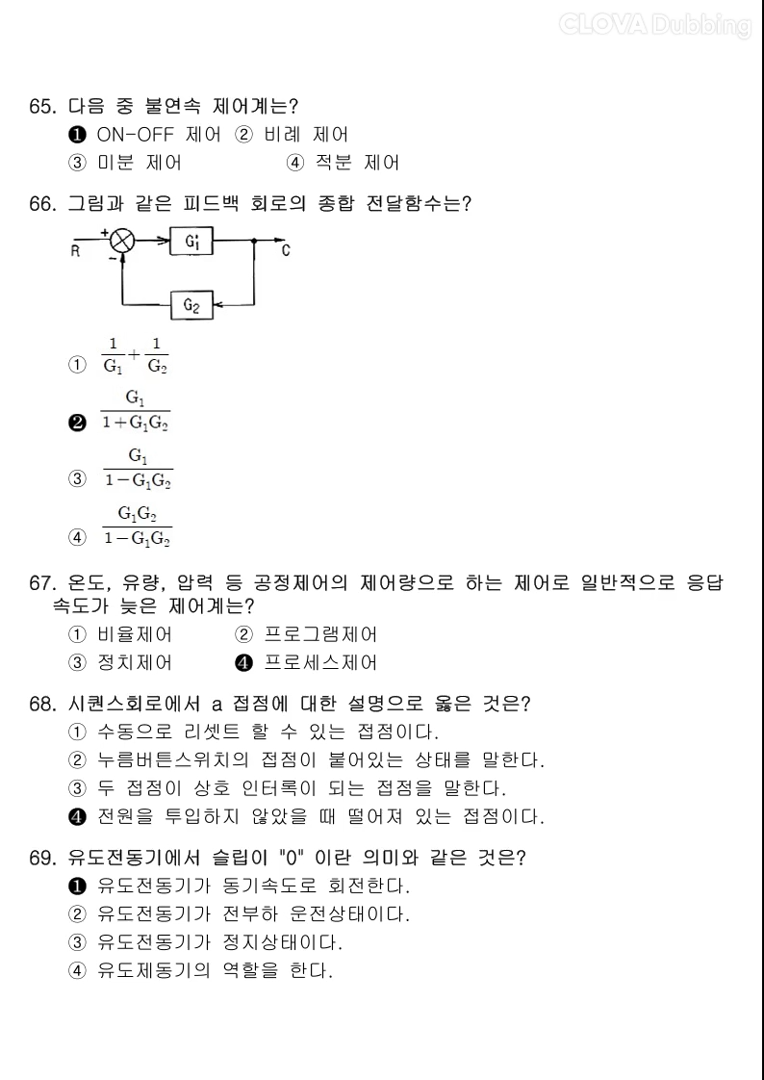 CLOVA Dubbing
65. 다음 중 불연속 제어계는?
❶ ON-OFF 제어 ② 비례 제어
③ 미분 제어 ④ 적분 제어
66. 그림과 같은 피드백 회로의 종합 전달함수는?
R + - G₁ C
G₂
① 1/G₁ + 1/G₂
❷ G₁/(1+G₁G₂)
③ G₁/(1-G₁G₂)
④ G₁G₂/(1-G₁G₂)
67. 온도, 유량, 압력 등 공정제어의 제어량으로 하는 제어로 일반적으로 응답
속도가 늦은 제어계는?
① 비율제어 ② 프로그램제어
③ 정치제어 ❹ 프로세스제어
68. 시퀀스회로에서 a 접점에 대한 설명으로 옳은 것은?
① 수동으로 리셋트 할 수 있는 접점이다.
② 누름버튼스위치의 접점이 붙어있는 상태를 말한다.
③ 두 접점이 상호 인터록이 되는 접점을 말한다.
❹ 전원을 투입하지 않았을 때 떨어져 있는 접점이다.
69. 유도전동기에서 슬립이 "0" 이란 의미와 같은 것은?
❶ 유도전동기가 동기속도로 회전한다.
② 유도전동기가 전부하 운전상태이다.
③ 유도전동기가 정지상태이다.
④ 유도제동기의 역할을 한다.